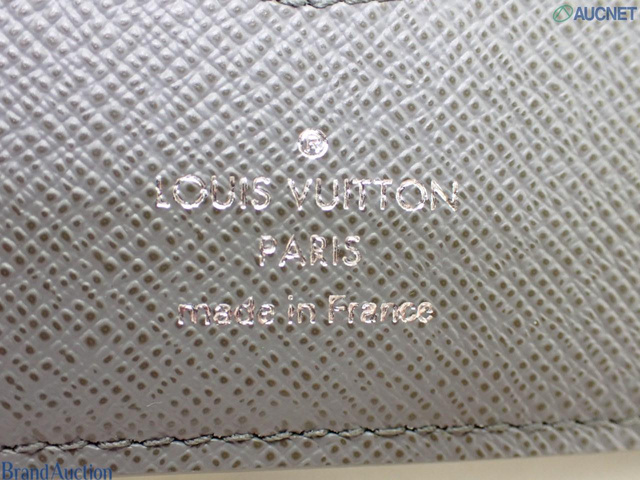 AUCNET
®
LOUIS VUITTON
PARIS
made in France
BrandAuction